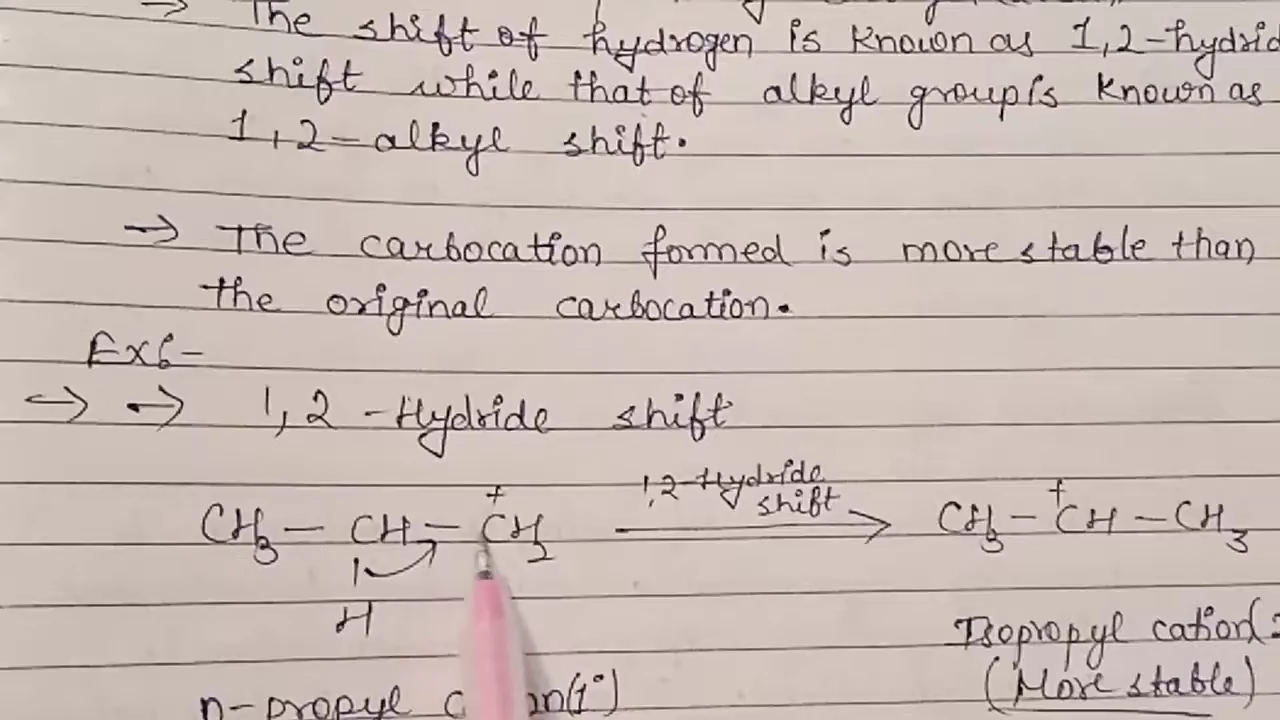 → The shift of hydrogen is known as 1,2-hydrid
shift while that of alkyl group is known as
1,2-alkyl shift.
→ The carbocation formed is more stable than
the original carbocation.
Ex6-
→ → 1,2-Hydride shift
CH3 — CH — C+H2 1,2-Hydride shift → CH3 — +CH — CH3
H
n-propyl (1°) Isopropyl cation(
(More stable)